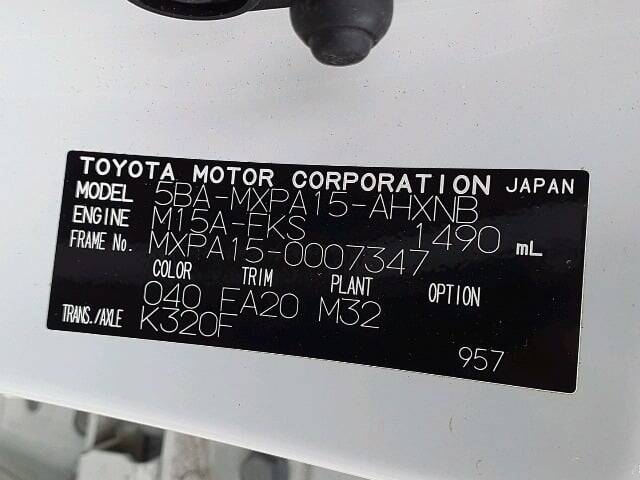 TOYOTA MOTOR CORPORATION JAPAN
MODEL 5BA-MXPA15-AHXNB
ENGINE M15A-FKS 1490 mL
FRAME No. MXPA15-0007347
COLOR TRIM PLANT OPTION
040 EA20 M32
TRANS./AXLE K320F
957